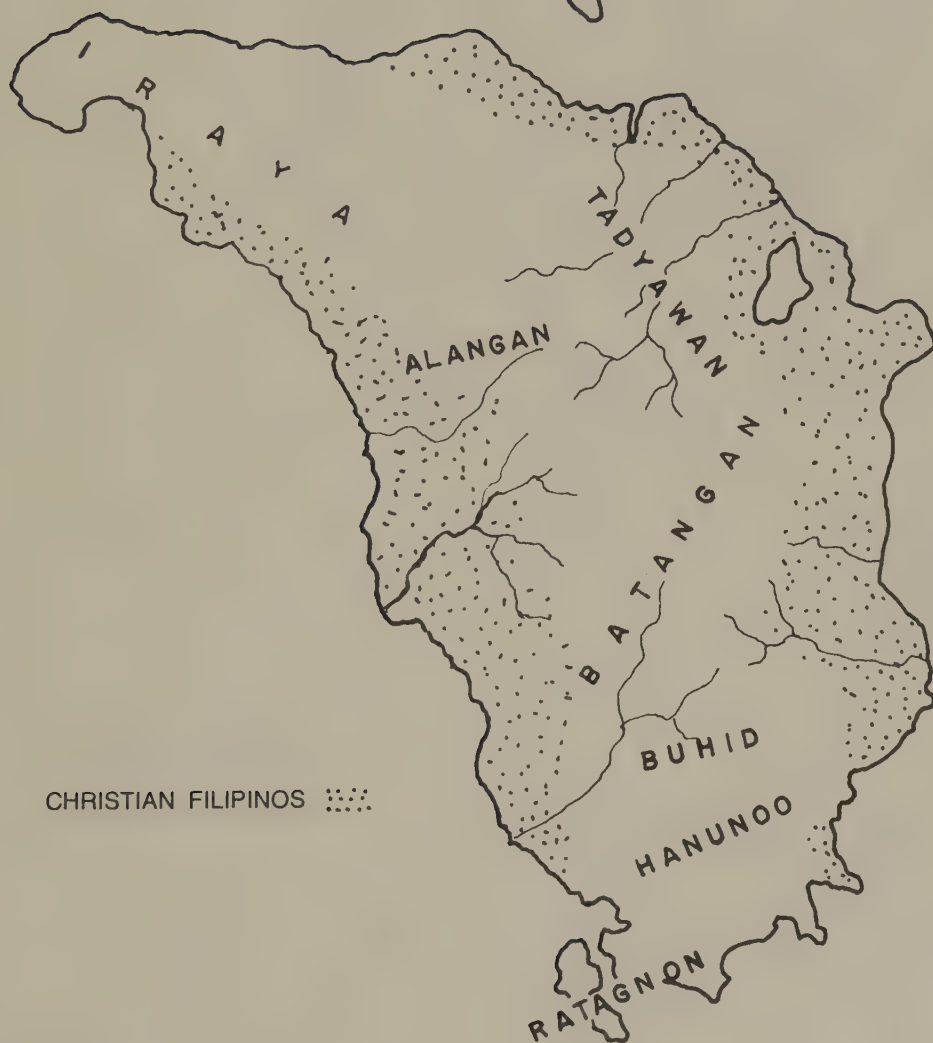 IRAYA
TADYAWAN
ALANGAN
BATANGAN
BUHID
CHRISTIAN FILIPINOS
HANUNOO
RATAGNON